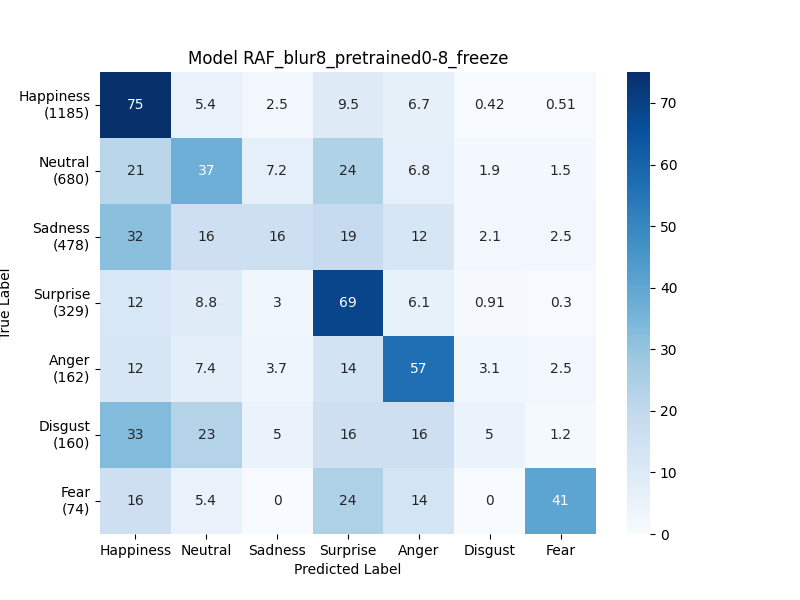 Model RAF_blur8_pretrained0-8_freeze
Happiness
(1185)
75 5.4 2.5 9.5 6.7 0.42 0.51
Neutral
(680)
21 37 7.2 24 6.8 1.9 1.5
Sadness
(478)
32 16 16 19 12 2.1 2.5
Surprise
(329)
12 8.8 3 69 6.1 0.91 0.3
Anger
(162)
12 7.4 3.7 14 57 3.1 2.5
Disgust
(160)
33 23 5 16 16 5 1.2
Fear
(74)
16 5.4 0 24 14 0 41
Happiness Neutral Sadness Surprise Anger Disgust Fear
Predicted Label
True Label
70
60
50
40
30
20
10
0